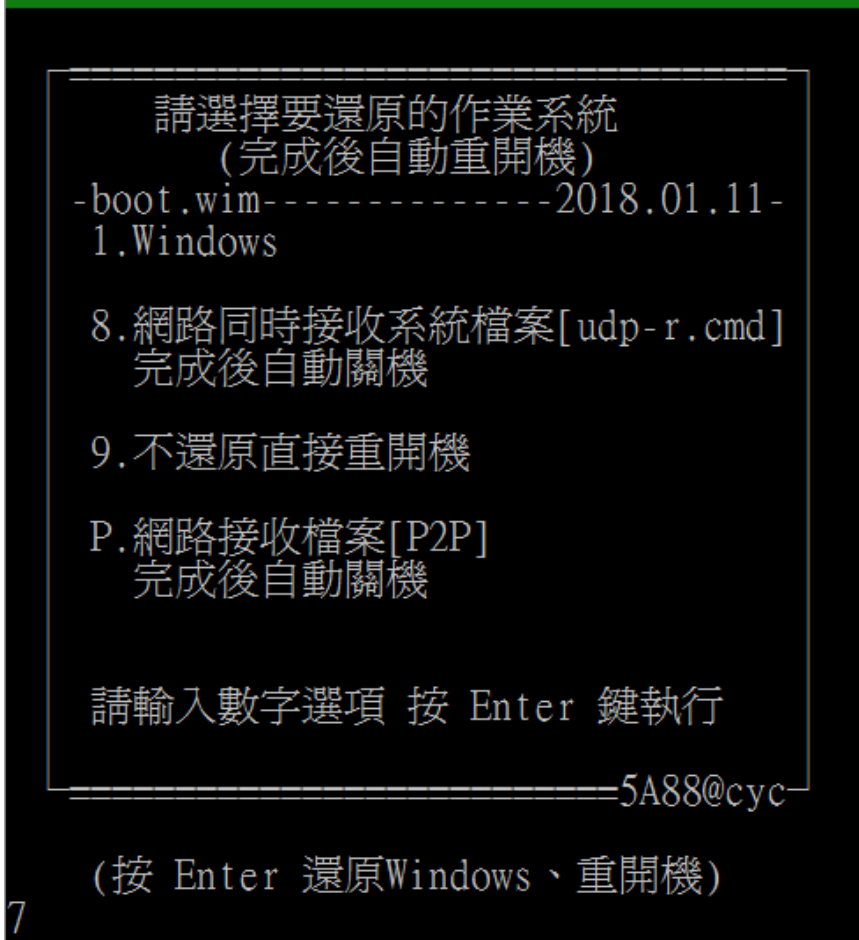 請選擇要還原的作業系統
(完成後自動重開機)
-boot.wim--------------2018.01.11-
1.Windows
8.網路同時接收系統檔案[udp-r.cmd]
完成後自動關機
9.不還原直接重開機
P.網路接收檔案[P2P]
完成後自動關機
請輸入數字選項 按 Enter 鍵執行
5A88@cyc
(按 Enter 還原Windows、重開機)
7